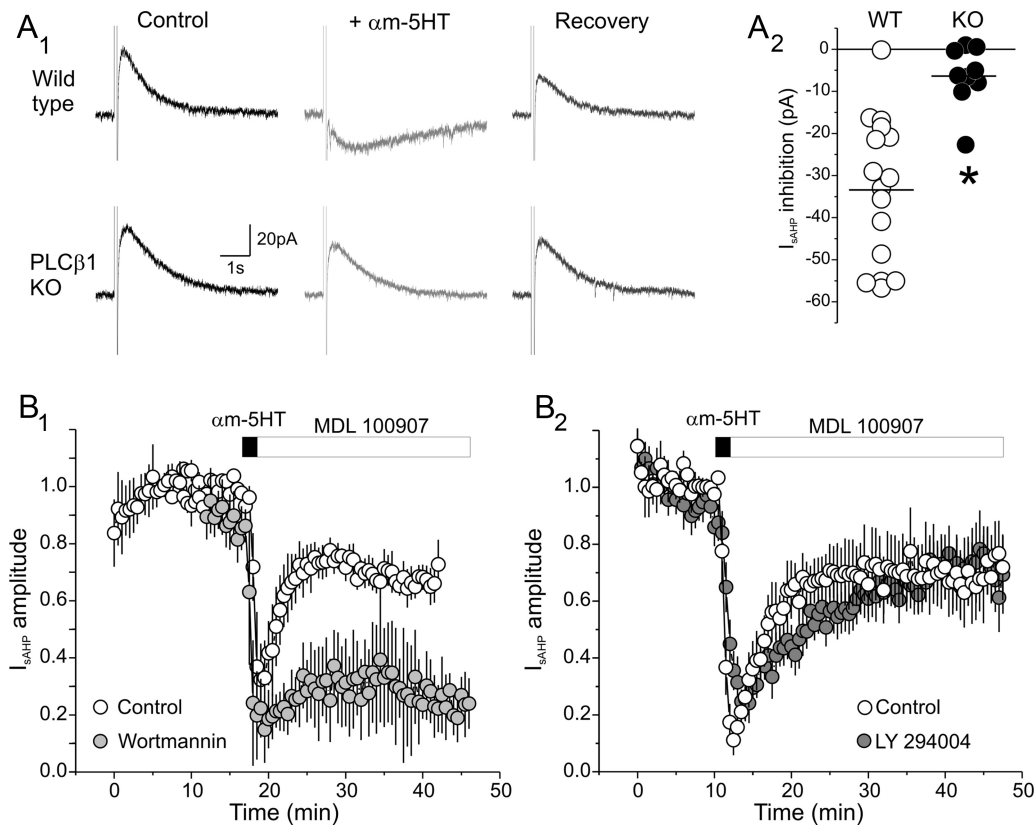 A1
Control
+ αm-5HT
Recovery
Wild
type
PLCβ1
KO
20pA
1s
A2
WT
KO
0
-10
-20
-30
-40
-50
-60
IsAHP inhibition (pA)
*
B1
αm-5HT
MDL 100907
1.0
0.8
0.6
0.4
0.2
0.0
IsAHP amplitude
Control
Wortmannin
0 10 20 30 40 50
Time (min)
B2
αm-5HT
MDL 100907
1.0
0.8
0.6
0.4
0.2
0.0
IsAHP amplitude
Control
LY 294004
0 10 20 30 40 50
Time (min)